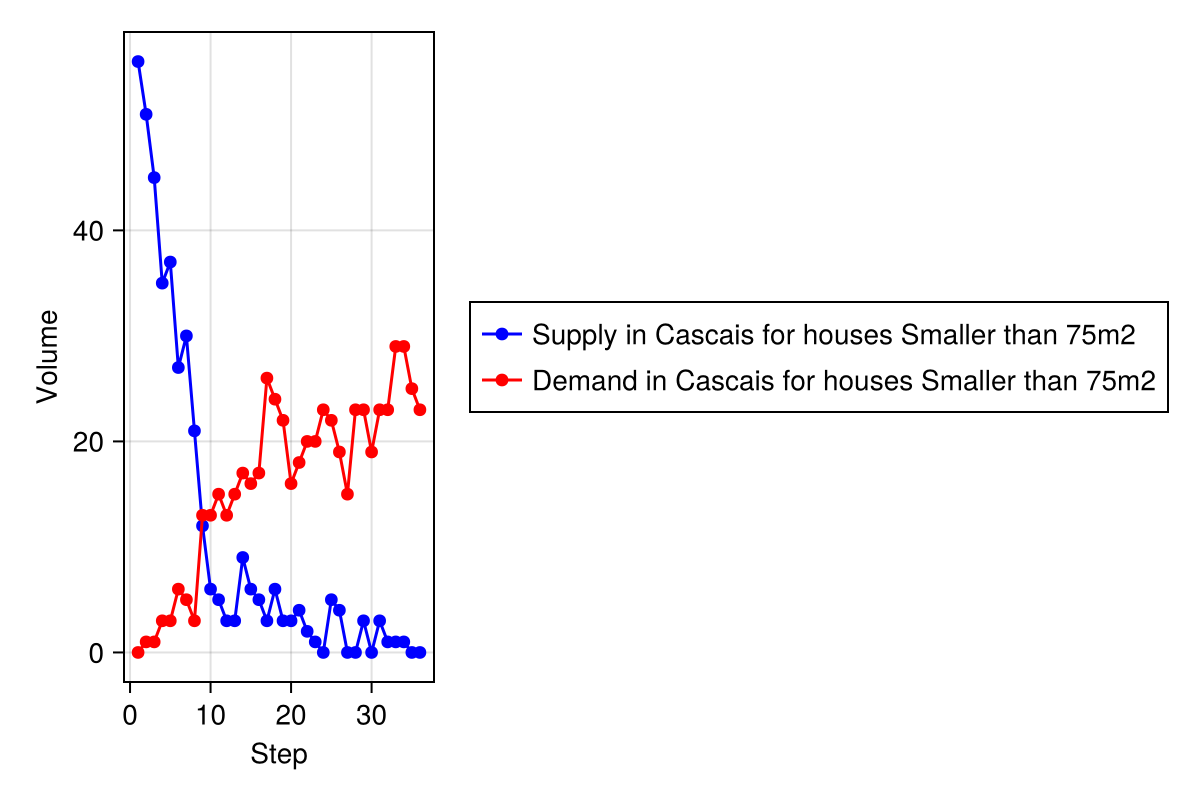 Volume
40
20
0
0 10 20 30
Step
Supply in Cascais for houses Smaller than 75m2
Demand in Cascais for houses Smaller than 75m2